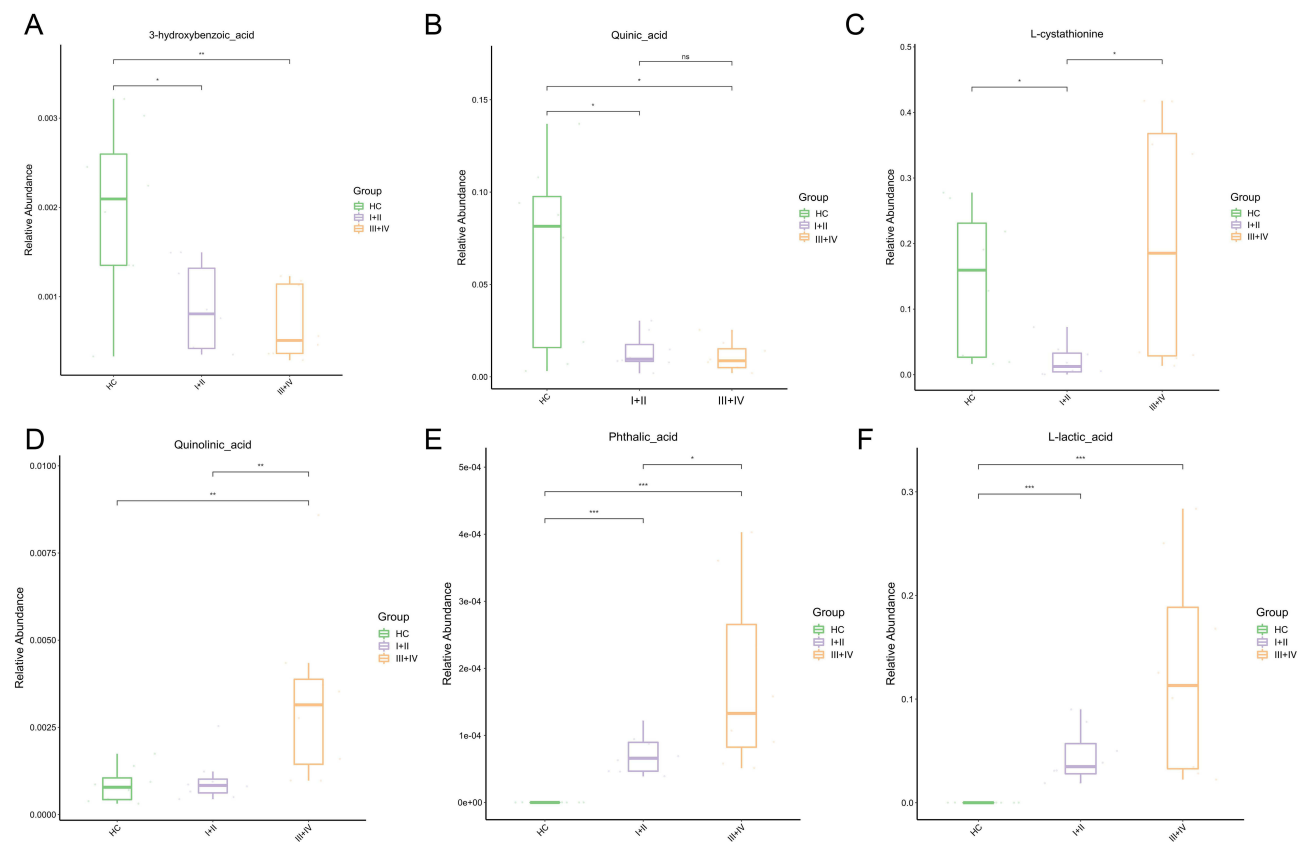 A
3-hydroxybenzoic_acid
**
*
0.003
0.002
0.001
Relative Abundance
HC
I+II
III+IV
Group
HC
I+II
III+IV
B
Quinic_acid
ns
*
*
0.15
0.10
0.05
0.00
Relative Abundance
HC
I+II
III+IV
Group
HC
I+II
III+IV
C
L-cystathionine
*
*
0.5
0.4
0.3
0.2
0.1
0.0
Relative Abundance
HC
I+II
III+IV
Group
HC
I+II
III+IV
D
Quinolinic_acid
**
**
0.0100
0.0075
0.0050
0.0025
0.0000
Relative Abundance
HC
I+II
III+IV
Group
HC
I+II
III+IV
E
Phthalic_acid
*
***
***
5e-04
4e-04
3e-04
2e-04
1e-04
0e+00
Relative Abundance
HC
I+II
III+IV
Group
HC
I+II
III+IV
F
L-lactic_acid
***
***
0.3
0.2
0.1
0.0
Relative Abundance
HC
I+II
III+IV
Group
HC
I+II
III+IV